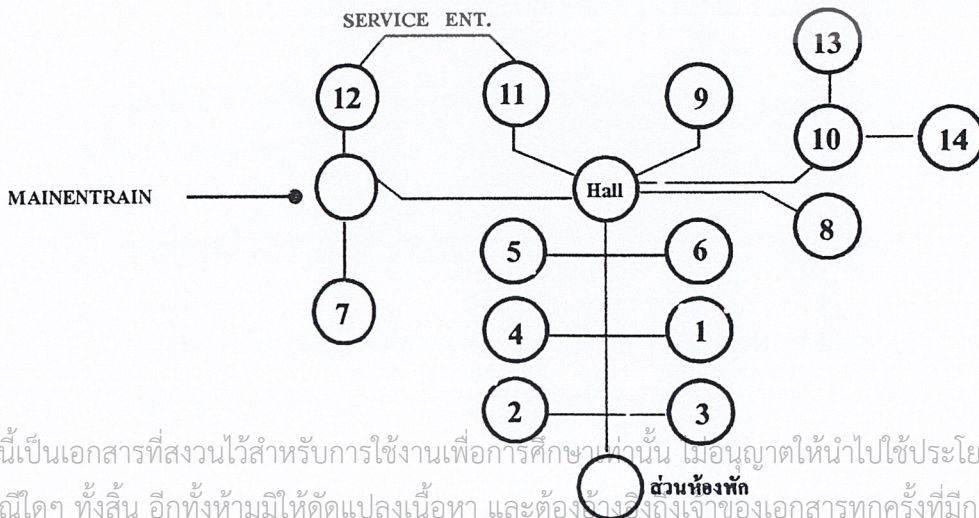 SERVICE ENT.
13
12
11
9
10
14
MAINENTRAIN
Hall
8
5
6
7
4
1
2
3
นี้เป็นเอกสารที่สงวนไว้สำหรับการใช้งานเพื่อการศึกษาเท่านั้น ไม่อนุญาตให้นำไปใช้ประโย
ส่วนห้องพัก
ณีใดๆ ทั้งสิ้น อีกทั้งห้ามมิให้ดัดแปลงเนื้อหา และต้องอ้างอิงถึงเจ้าของเอกสารทุกครั้งที่มีก